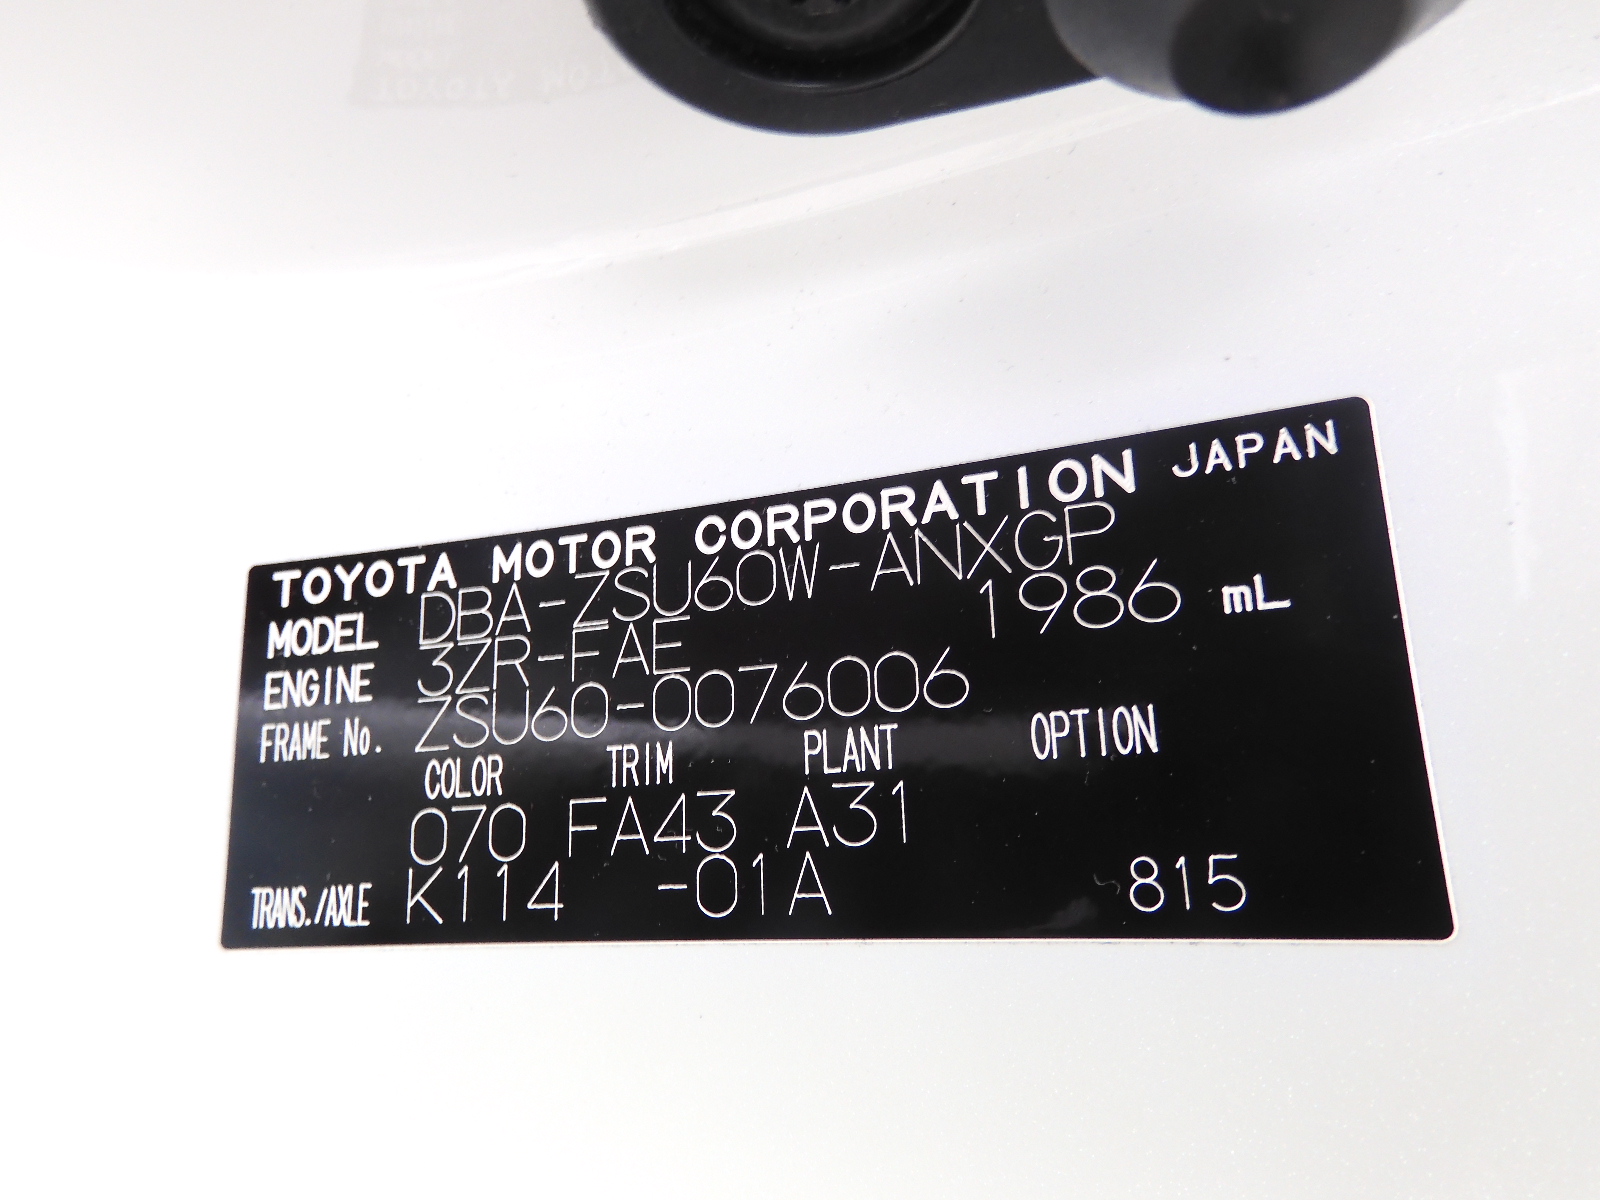 TOYOTA MOTOR CORPORATION JAPAN
MODEL DBA-ZSU60W-ANXGP
ENGINE 3ZR-FAE 1986 mL
FRAME No. ZSU60-0076006
COLOR TRIM PLANT OPTION
070 FA43 A31
TRANS./AXLE K114 -01A 815